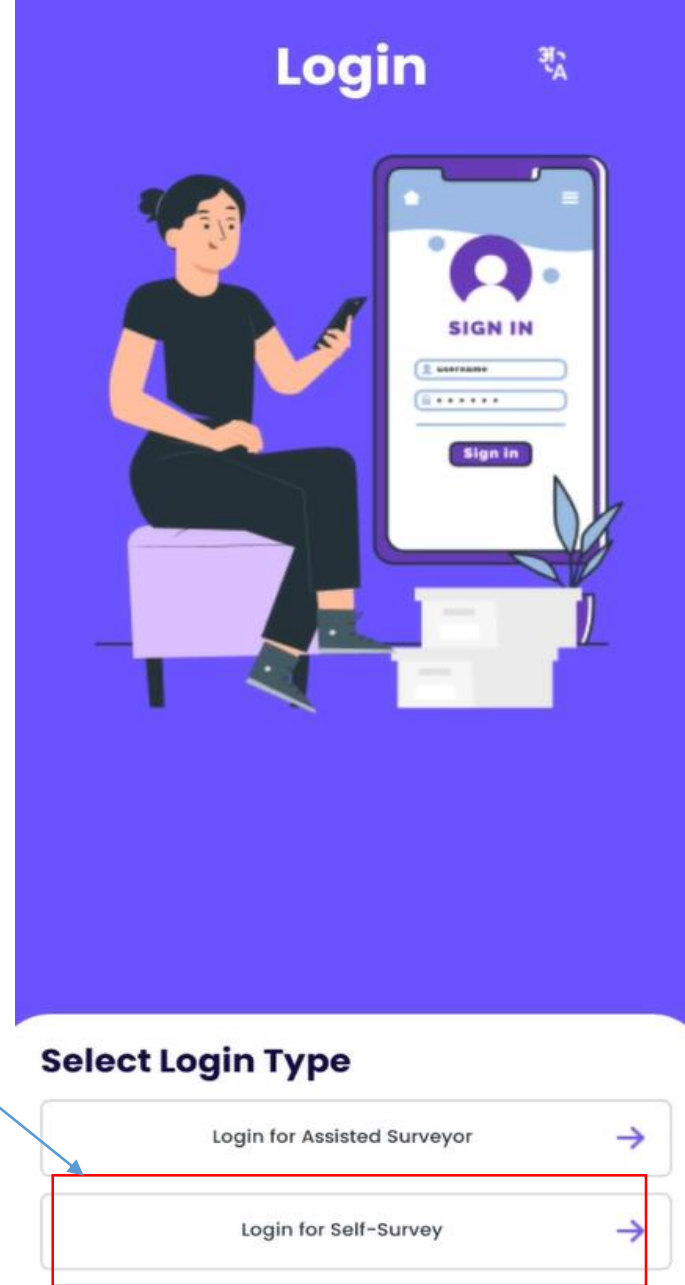 Login
अ
A
SIGN IN
username
Sign in
Select Login Type
Login for Assisted Surveyor
Login for Self-Survey